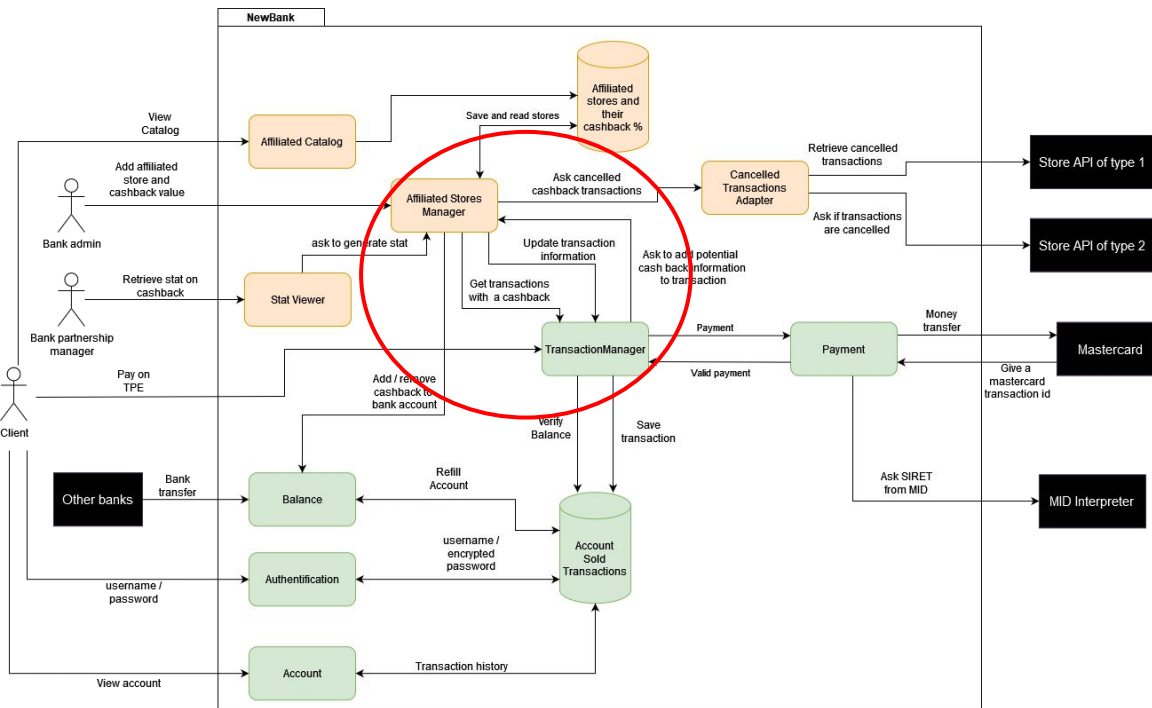 NewBank
Affiliated
stores and
their
cashback %
View
Catalog
Save and read stores
Affiliated Catalog
Retrieve cancelled
transactions
Store API of type 1
Add affiliated
store and
cashback value
Ask cancelled
cashback transactions
Cancelled
Transactions
Adapter
Affiliated Stores
Manager
Bank admin
Ask if transactions
are cancelled
Store API of type 2
ask to generate stat
Update transaction
information
Ask to add potential
cash back information
to transaction
Retrieve stat on
cashback
Stat Viewer
Get transactions
with a cashback
Bank partnership
manager
Money
transfer
Payment
TransactionManager
Payment
Mastercard
Pay on
TPE
Valid payment
Give a
mastercard
transaction id
Add / remove
cashback to
bank account
Client
Verify
Balance
Save
transaction
Other banks
Bank
transfer
Balance
Refill
Account
Ask SIRET
from MID
MID Interpreter
username /
encrypted
password
Account
Sold
Transactions
Authentification
username /
password
Account
Transaction history
View account